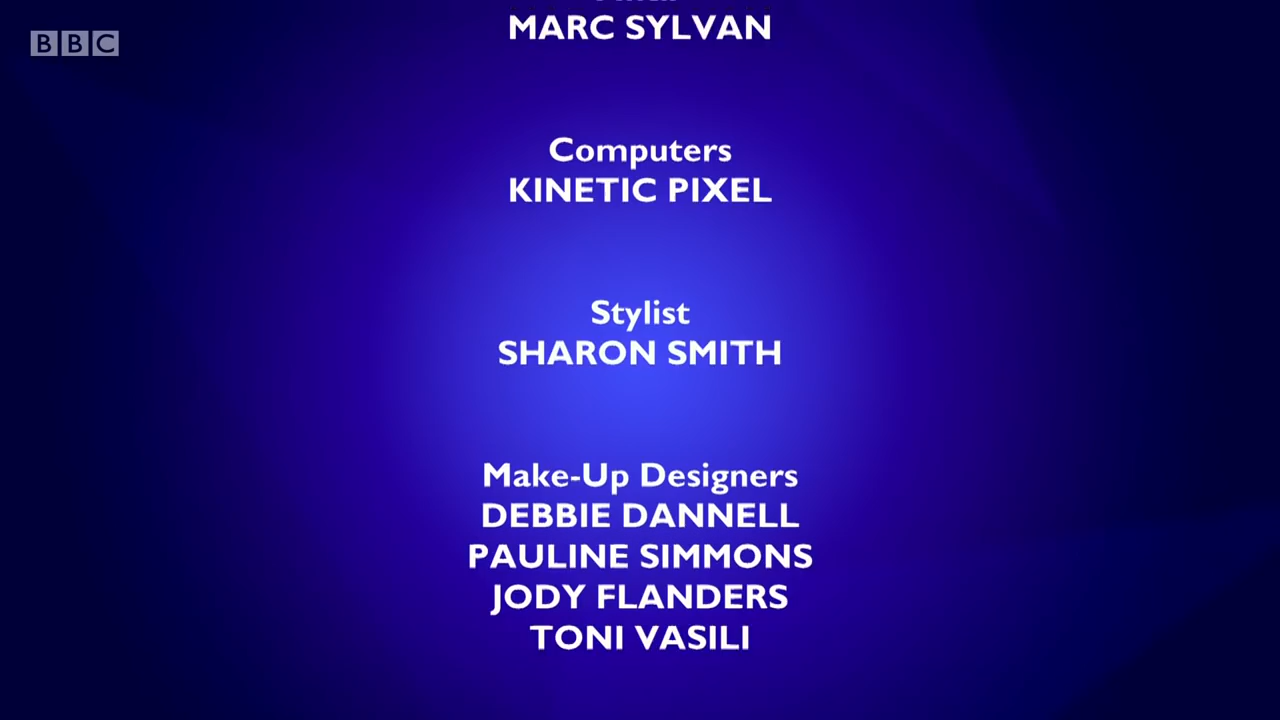 BBC
MARC SYLVAN
Computers
KINETIC PIXEL
Stylist
SHARON SMITH
Make-Up Designers
DEBBIE DANNELL
PAULINE SIMMONS
JODY FLANDERS
TONI VASILI